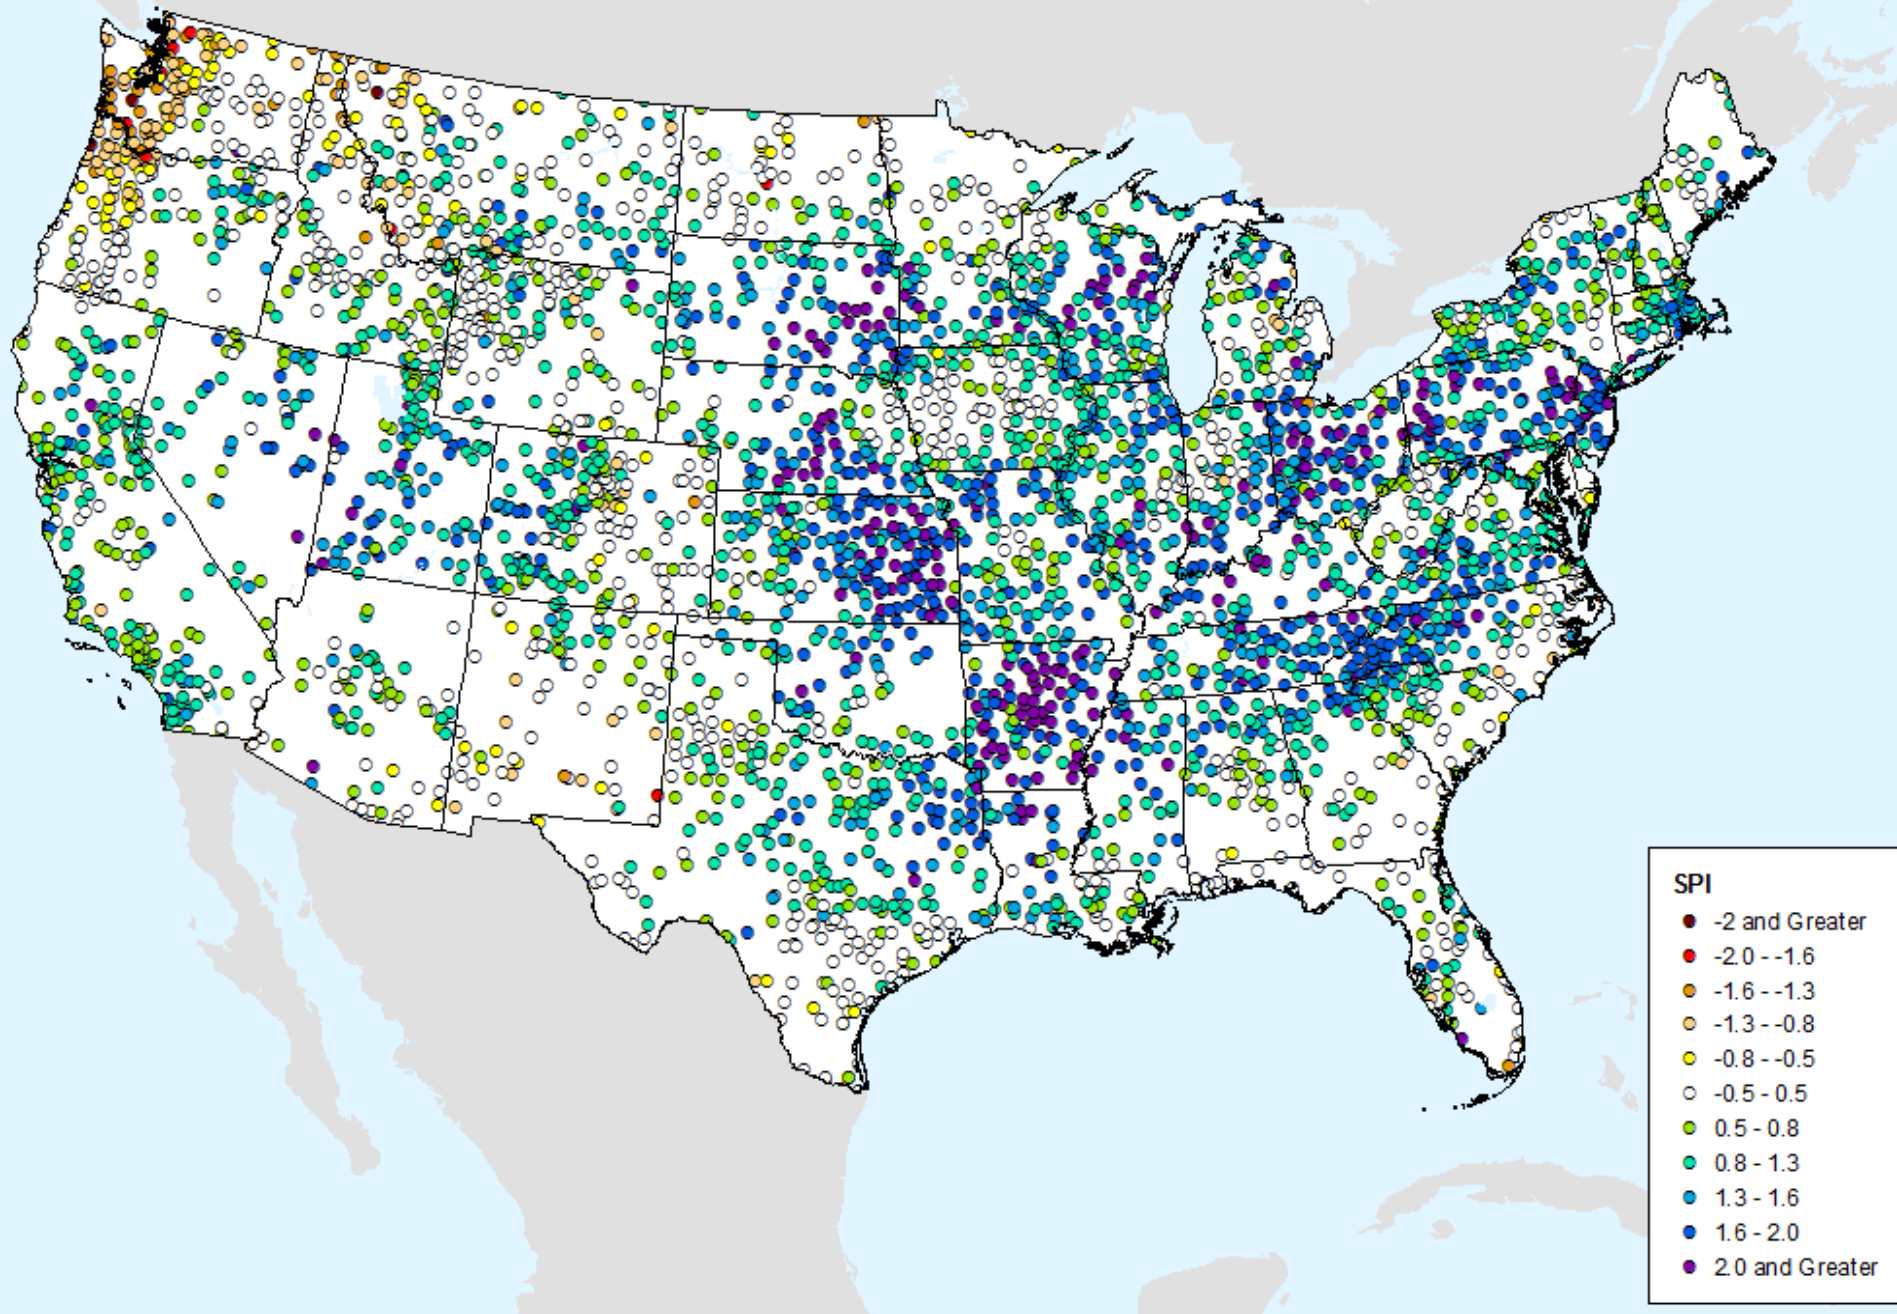 SPI
-2 and Greater
-2.0 - -1.6
-1.6 - -1.3
-1.3 - -0.8
-0.8 - -0.5
-0.5 - 0.5
0.5 - 0.8
0.8 - 1.3
1.3 - 1.6
1.6 - 2.0
2.0 and Greater